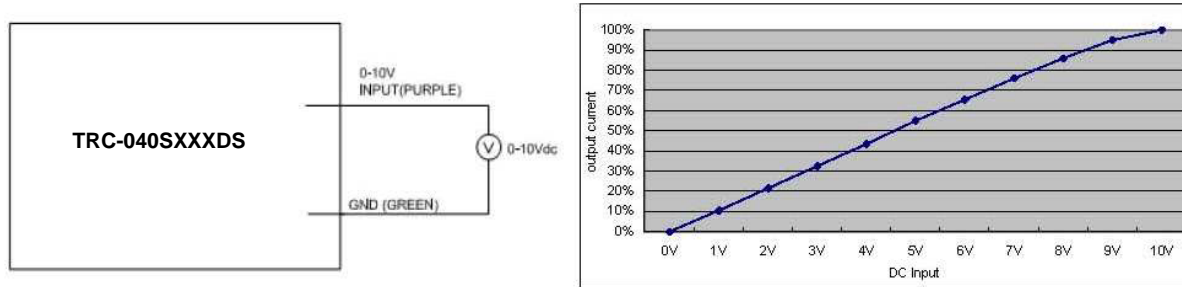 TRC-040SXXXDS
0-10V
INPUT(PURPLE)
V
0-10Vdc
GND (GREEN)
output current
100%
90%
80%
70%
60%
50%
40%
30%
20%
10%
0%
0V 1V 2V 3V 4V 5V 6V 7V 8V 9V 10V
DC Input